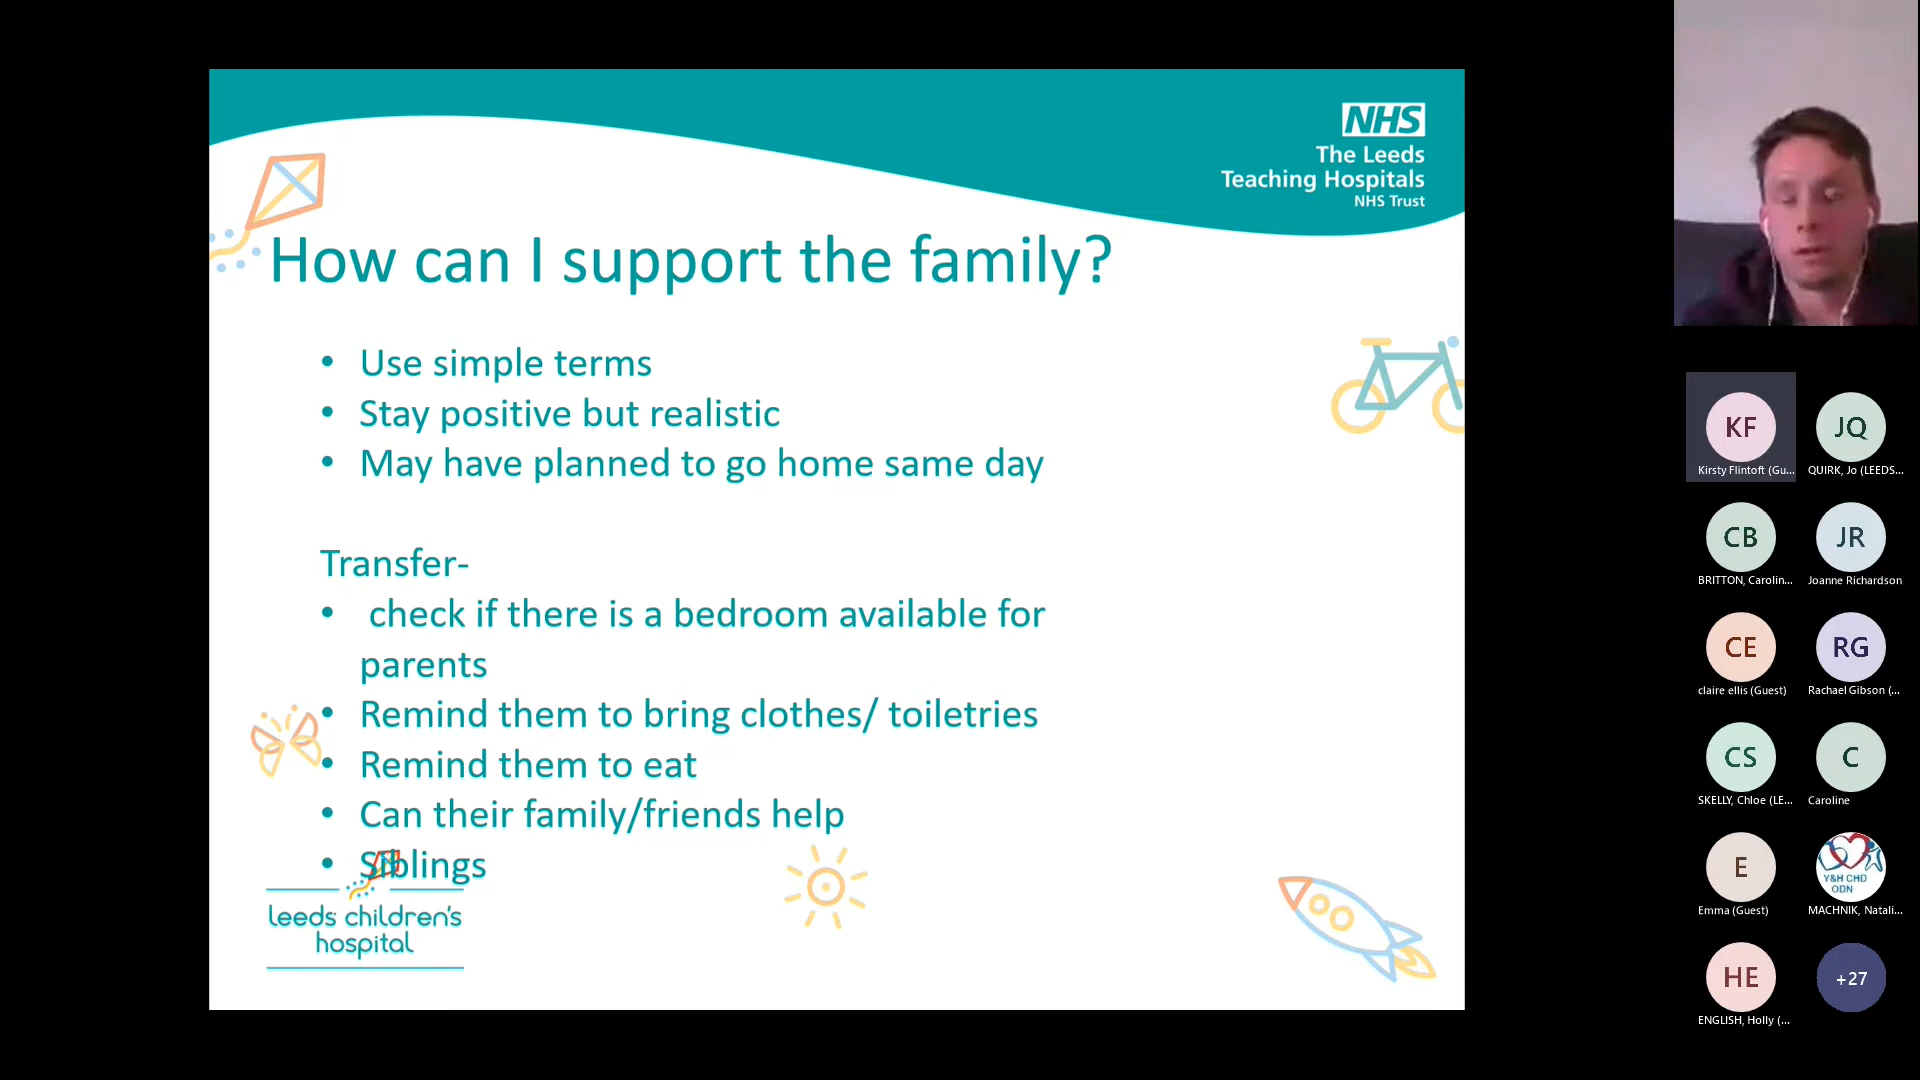 NHS
The Leeds
Teaching Hospitals
NHS Trust
How can I support the family?
• Use simple terms
• Stay positive but realistic
• May have planned to go home same day
Transfer-
• check if there is a bedroom available for
parents
• Remind them to bring clothes/ toiletries
• Remind them to eat
• Can their family/friends help
• Siblings
leeds children's
hospital
KF
Kirsty Flintoft (Gu...
JQ
QUIRK, Jo (LEEDS...
CB
BRITTON, Carolin...
JR
Joanne Richardson
CE
claire ellis (Guest)
RG
Rachael Gibson (...
CS
SKELLY, Chloe (LE...
C
Caroline
E
Emma (Guest)
Y&H CHD
ODN
MACHNIK, Natali...
HE
ENGLISH, Holly (...
+27